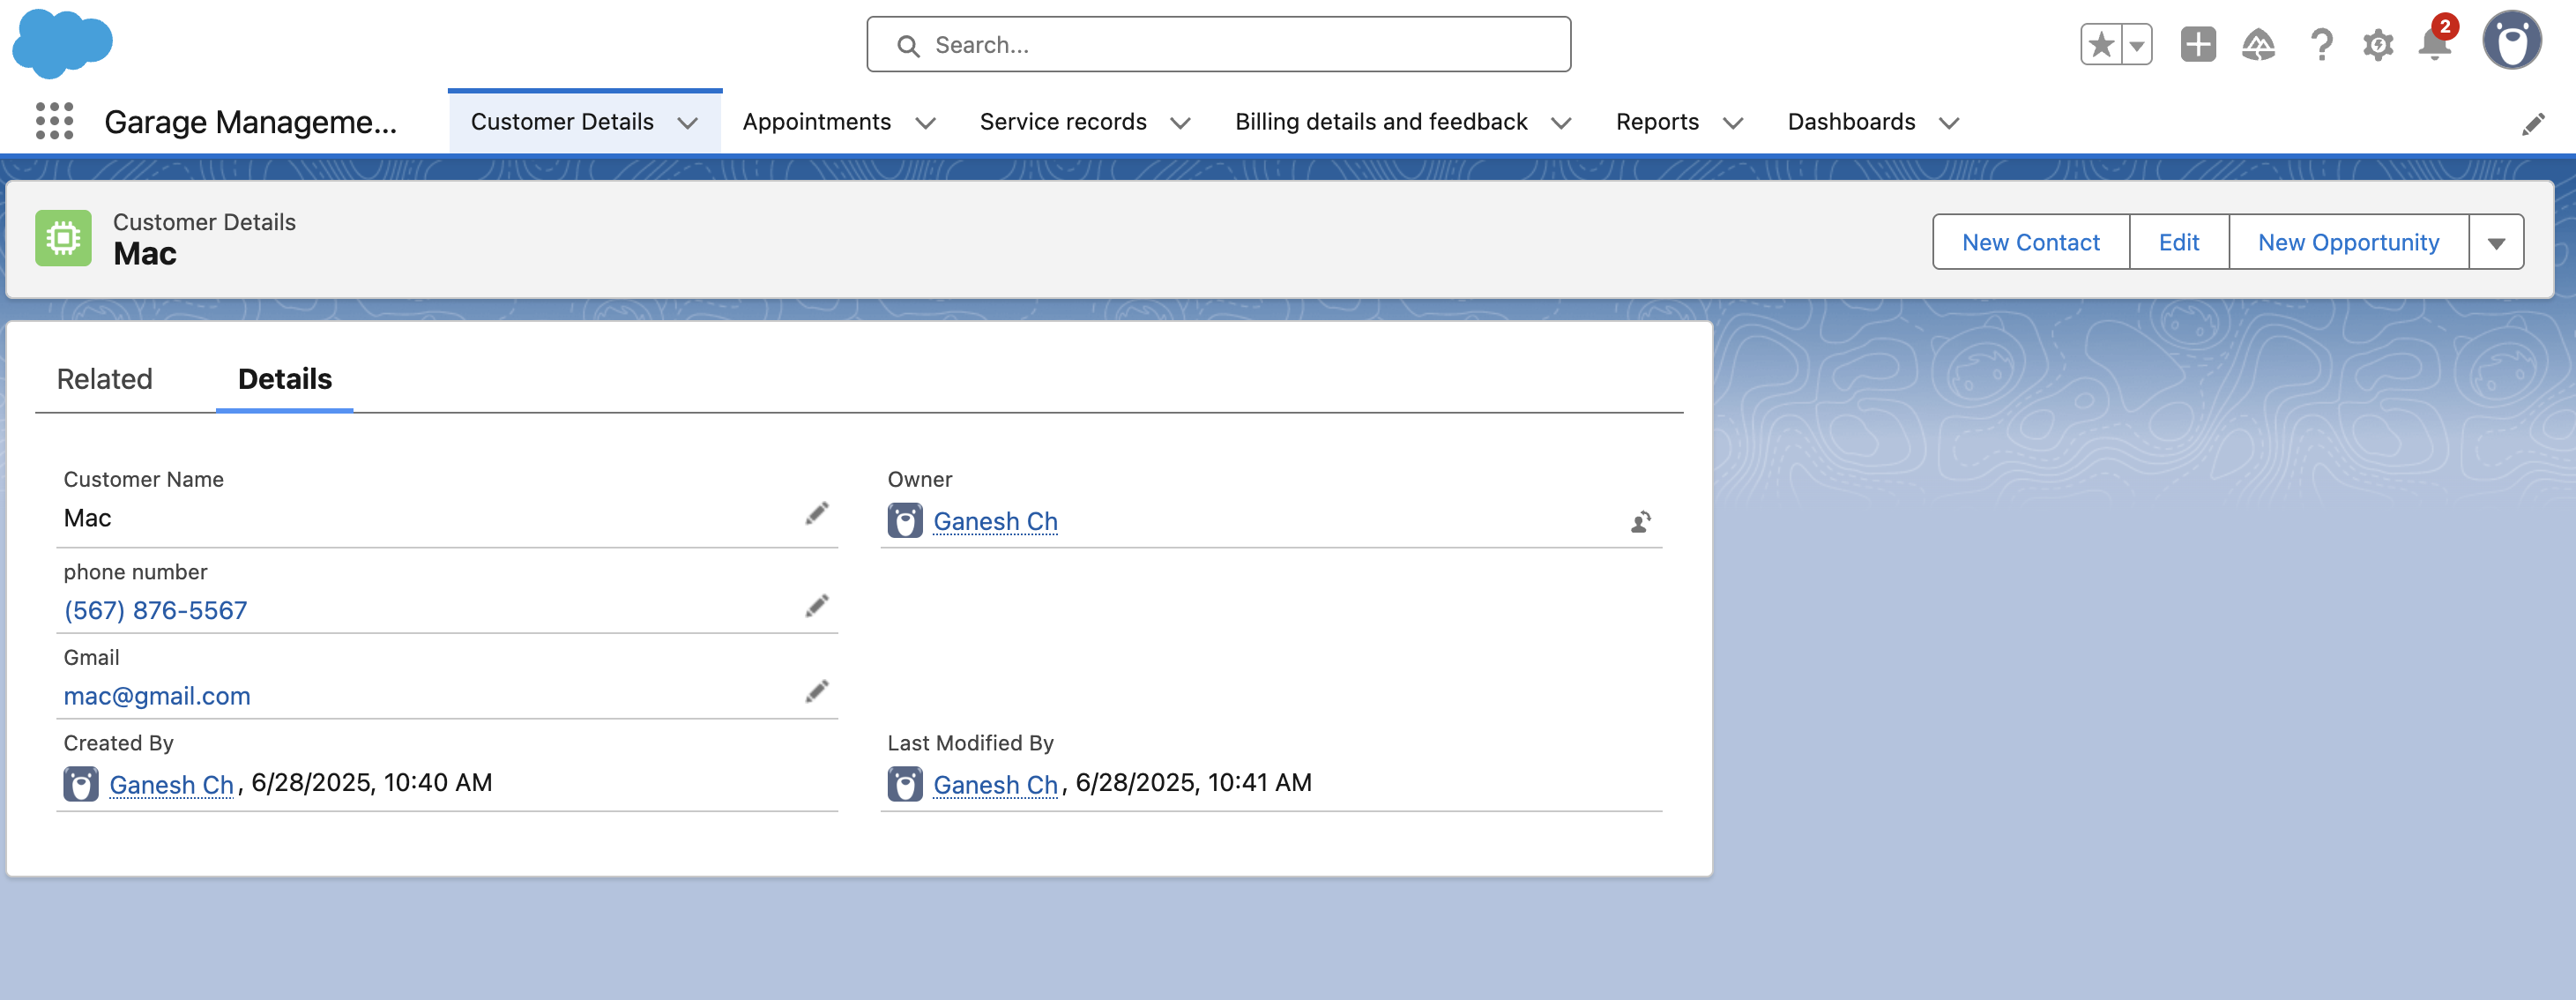 Search...
2
Garage Manageme...
Customer Details
Appointments
Service records
Billing details and feedback
Reports
Dashboards
Customer Details
Mac
New Contact
Edit
New Opportunity
Related
Details
Customer Name
Mac
Owner
Ganesh Ch
phone number
(567) 876-5567
Gmail
mac@gmail.com
Created By
Ganesh Ch, 6/28/2025, 10:40 AM
Last Modified By
Ganesh Ch, 6/28/2025, 10:41 AM